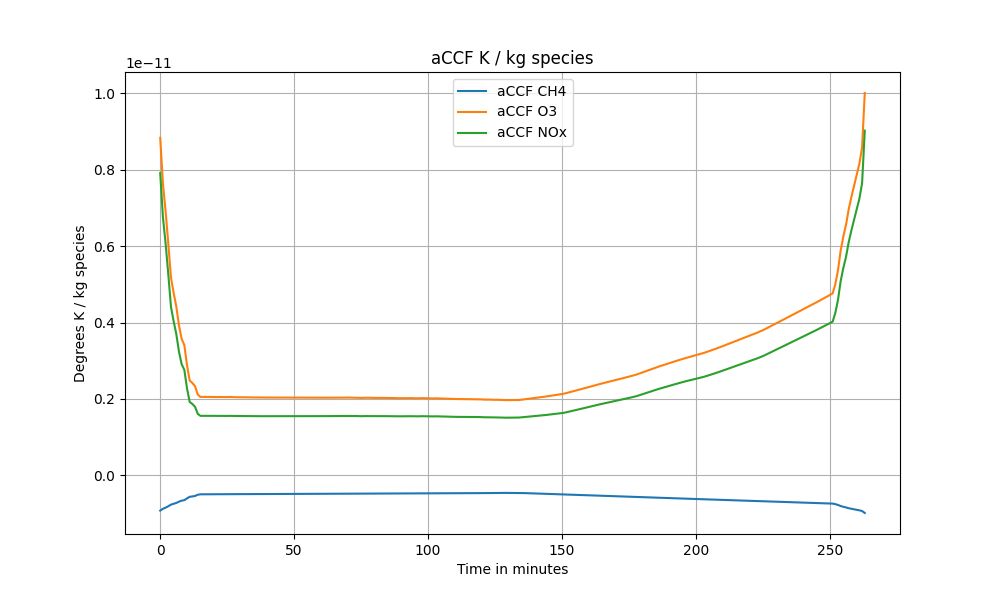 aCCF K / kg species
1e−11
aCCF CH4
aCCF O3
aCCF NOx
1.0
0.8
0.6
0.4
0.2
0.0
Degrees K / kg species
0 50 100 150 200 250
Time in minutes